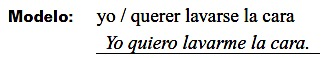 Modelo: yo / querer lavarse la cara
Yo quiero lavarme la cara.